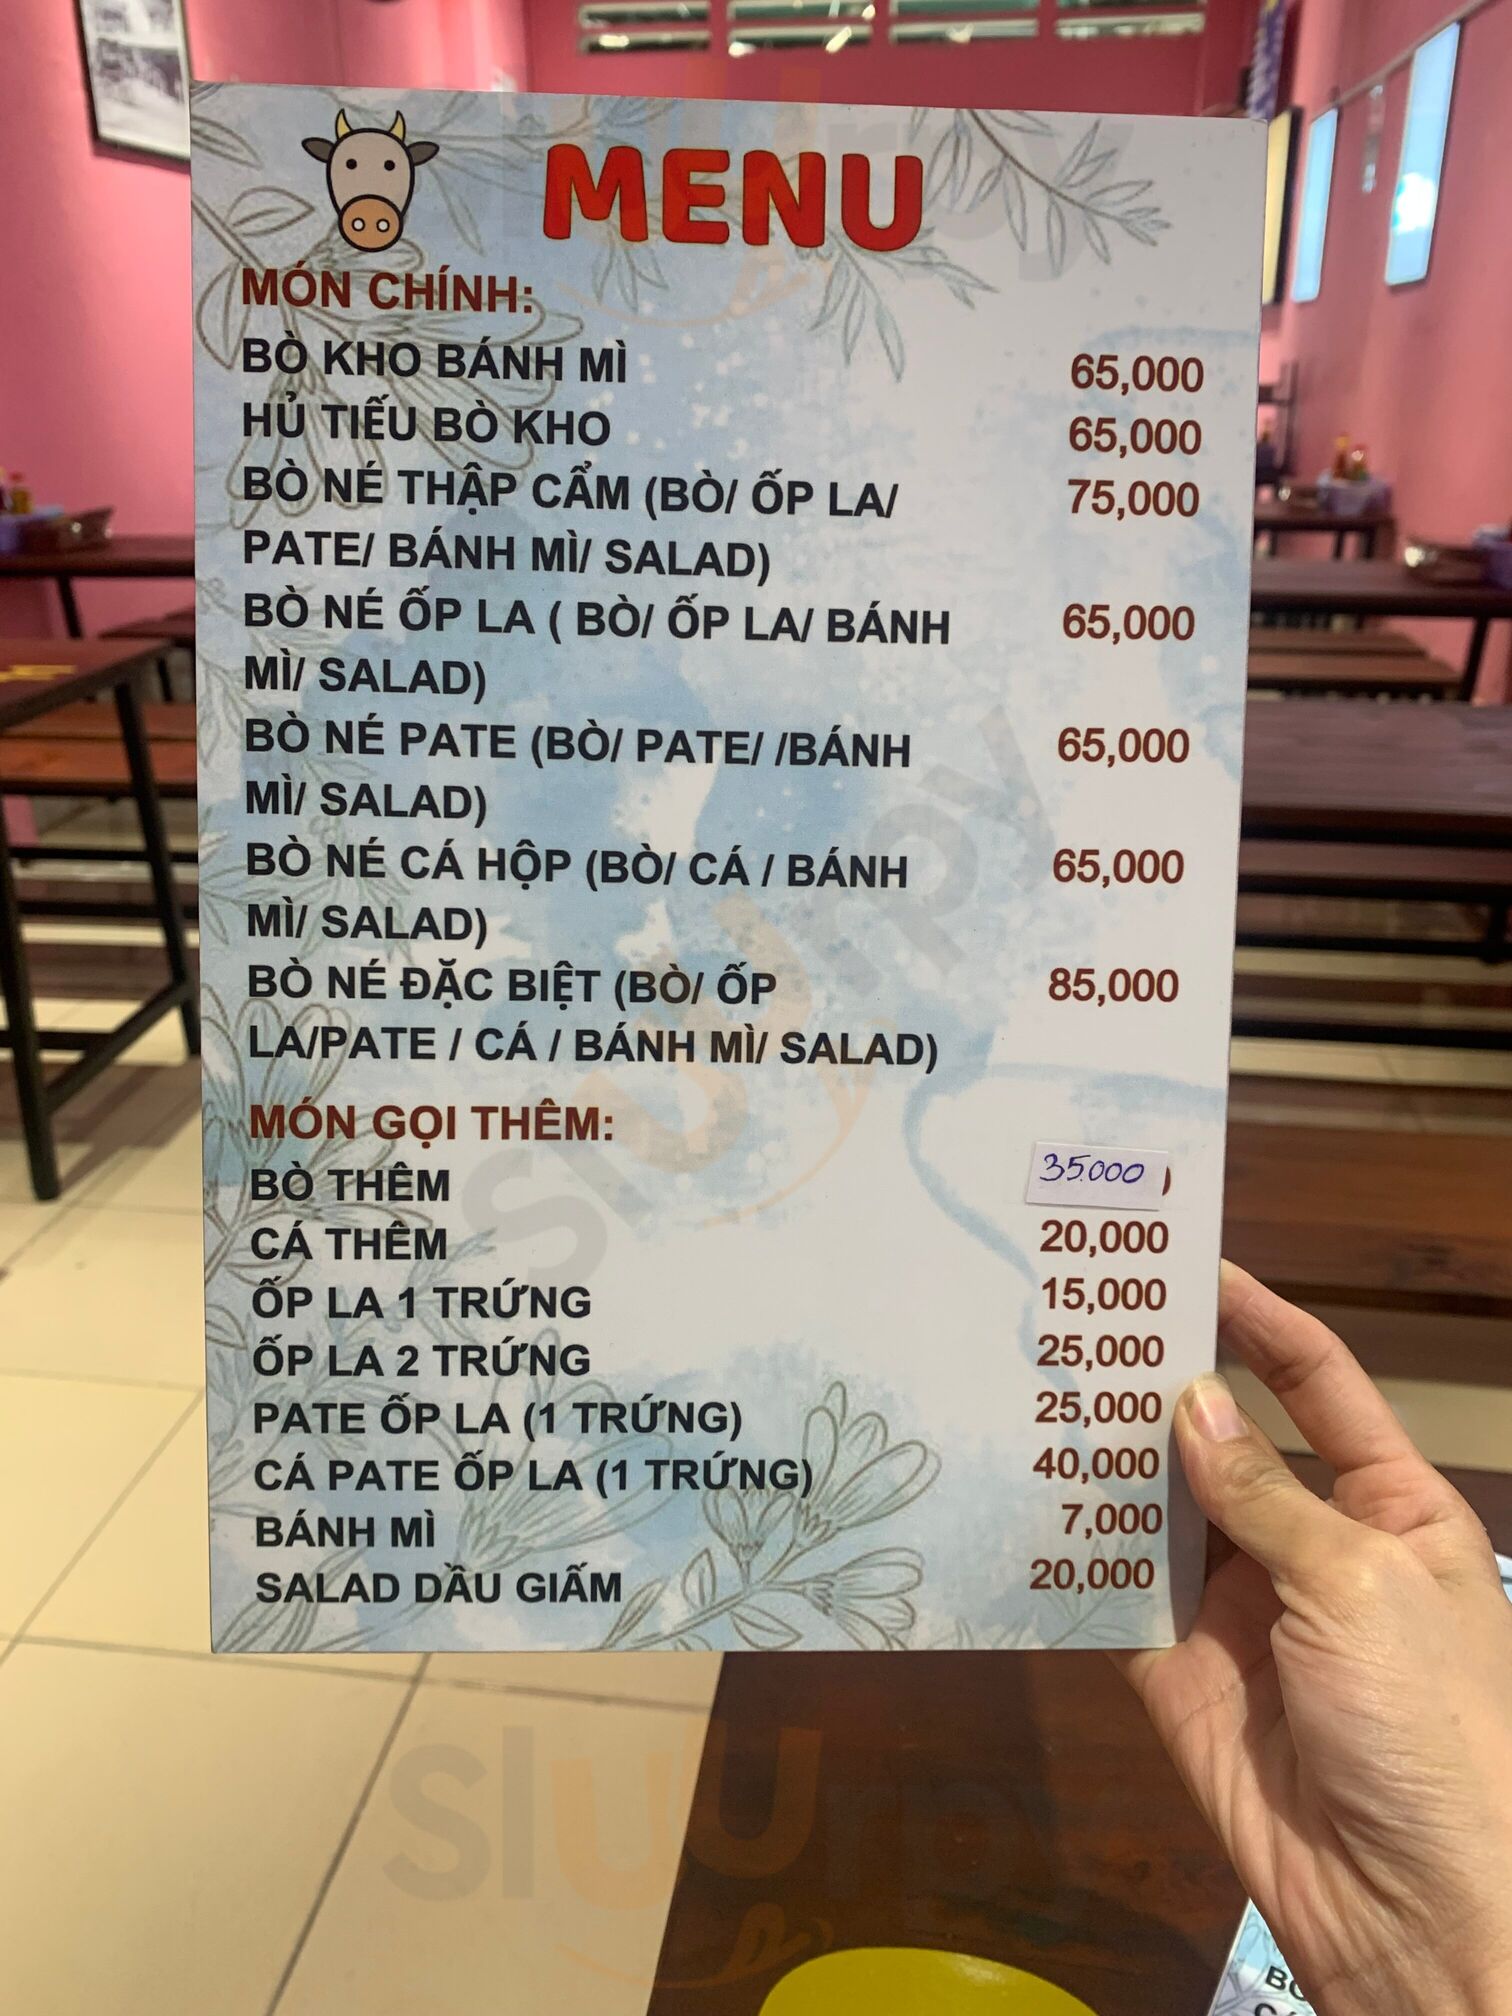 MENU
MÓN CHÍNH:
BÒ KHO BÁNH MÌ 65,000
HỦ TIẾU BÒ KHO 65,000
BÒ NÉ THẬP CẨM (BÒ/ ỐP LA/ 75,000
PATE/ BÁNH MÌ/ SALAD)
BÒ NÉ ỐP LA ( BÒ/ ỐP LA/ BÁNH 65,000
MÌ/ SALAD)
BÒ NÉ PATE (BÒ/ PATE/ /BÁNH 65,000
MÌ/ SALAD)
BÒ NÉ CÁ HỘP (BÒ/ CÁ / BÁNH 65,000
MÌ/ SALAD)
BÒ NÉ ĐẶC BIỆT (BÒ/ ỐP 85,000
LA/PATE / CÁ / BÁNH MÌ/ SALAD)
MÓN GỌI THÊM:
BÒ THÊM 35.000
CÁ THÊM 20,000
ỐP LA 1 TRỨNG 15,000
ỐP LA 2 TRỨNG 25,000
PATE ỐP LA (1 TRỨNG) 25,000
CÁ PATE ỐP LA (1 TRỨNG) 40,000
BÁNH MÌ 7,000
SALAD DẦU GIẤM 20,000
sluurpy
sluurpy